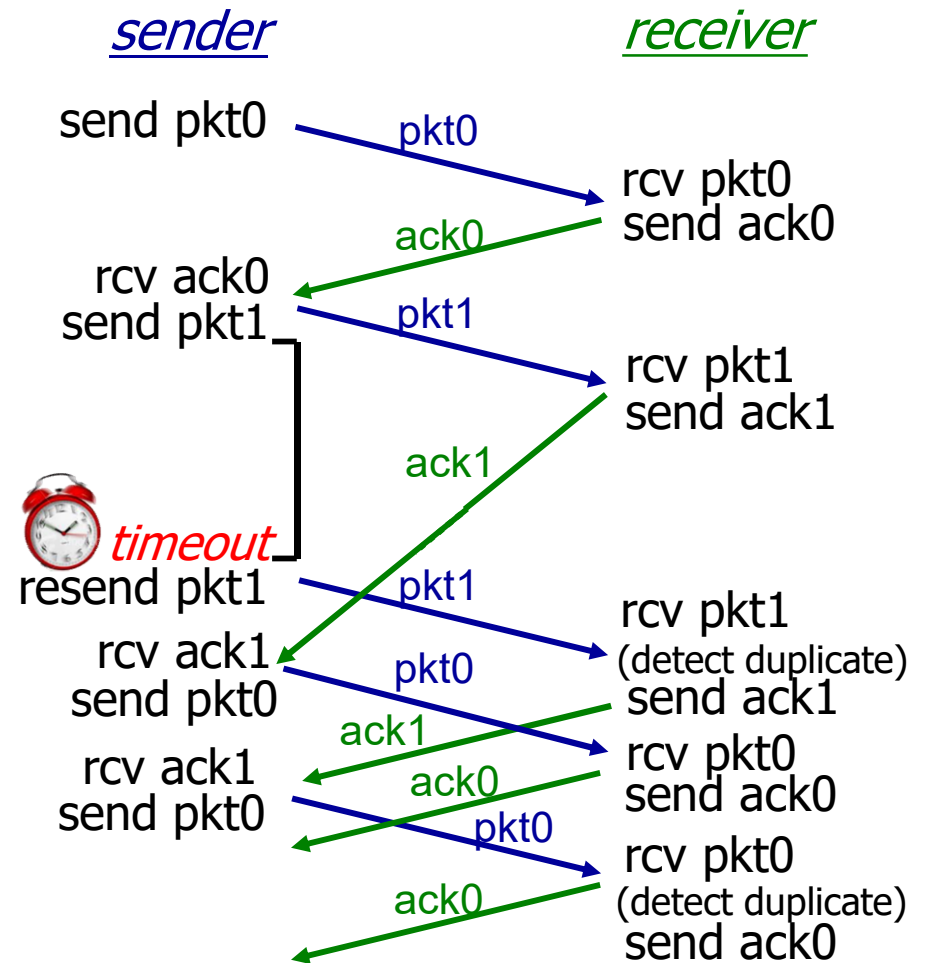 sender
receiver
send pkt0
pkt0
rcv pkt0
send ack0
ack0
rcv ack0
send pkt1
pkt1
rcv pkt1
send ack1
ack1
timeout
resend pkt1
pkt1
rcv pkt1
(detect duplicate)
send ack1
rcv ack1
send pkt0
pkt0
ack1
rcv pkt0
send ack0
rcv ack1
send pkt0
ack0
pkt0
rcv pkt0
(detect duplicate)
send ack0
ack0